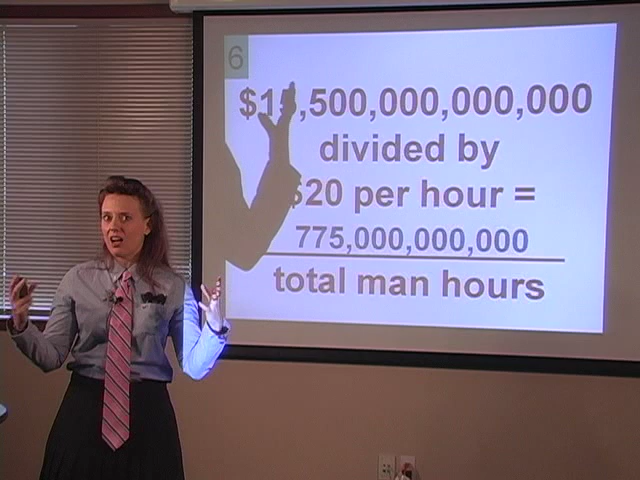 6
$15,500,000,000,000
divided by
$20 per hour =
775,000,000,000
total man hours